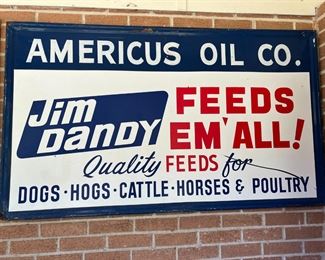 AMERICUS OIL CO.
Jim Dandy FEEDS
EM'ALL!
Quality FEEDS for
DOGS · HOGS · CATTLE · HORSES & POULTRY